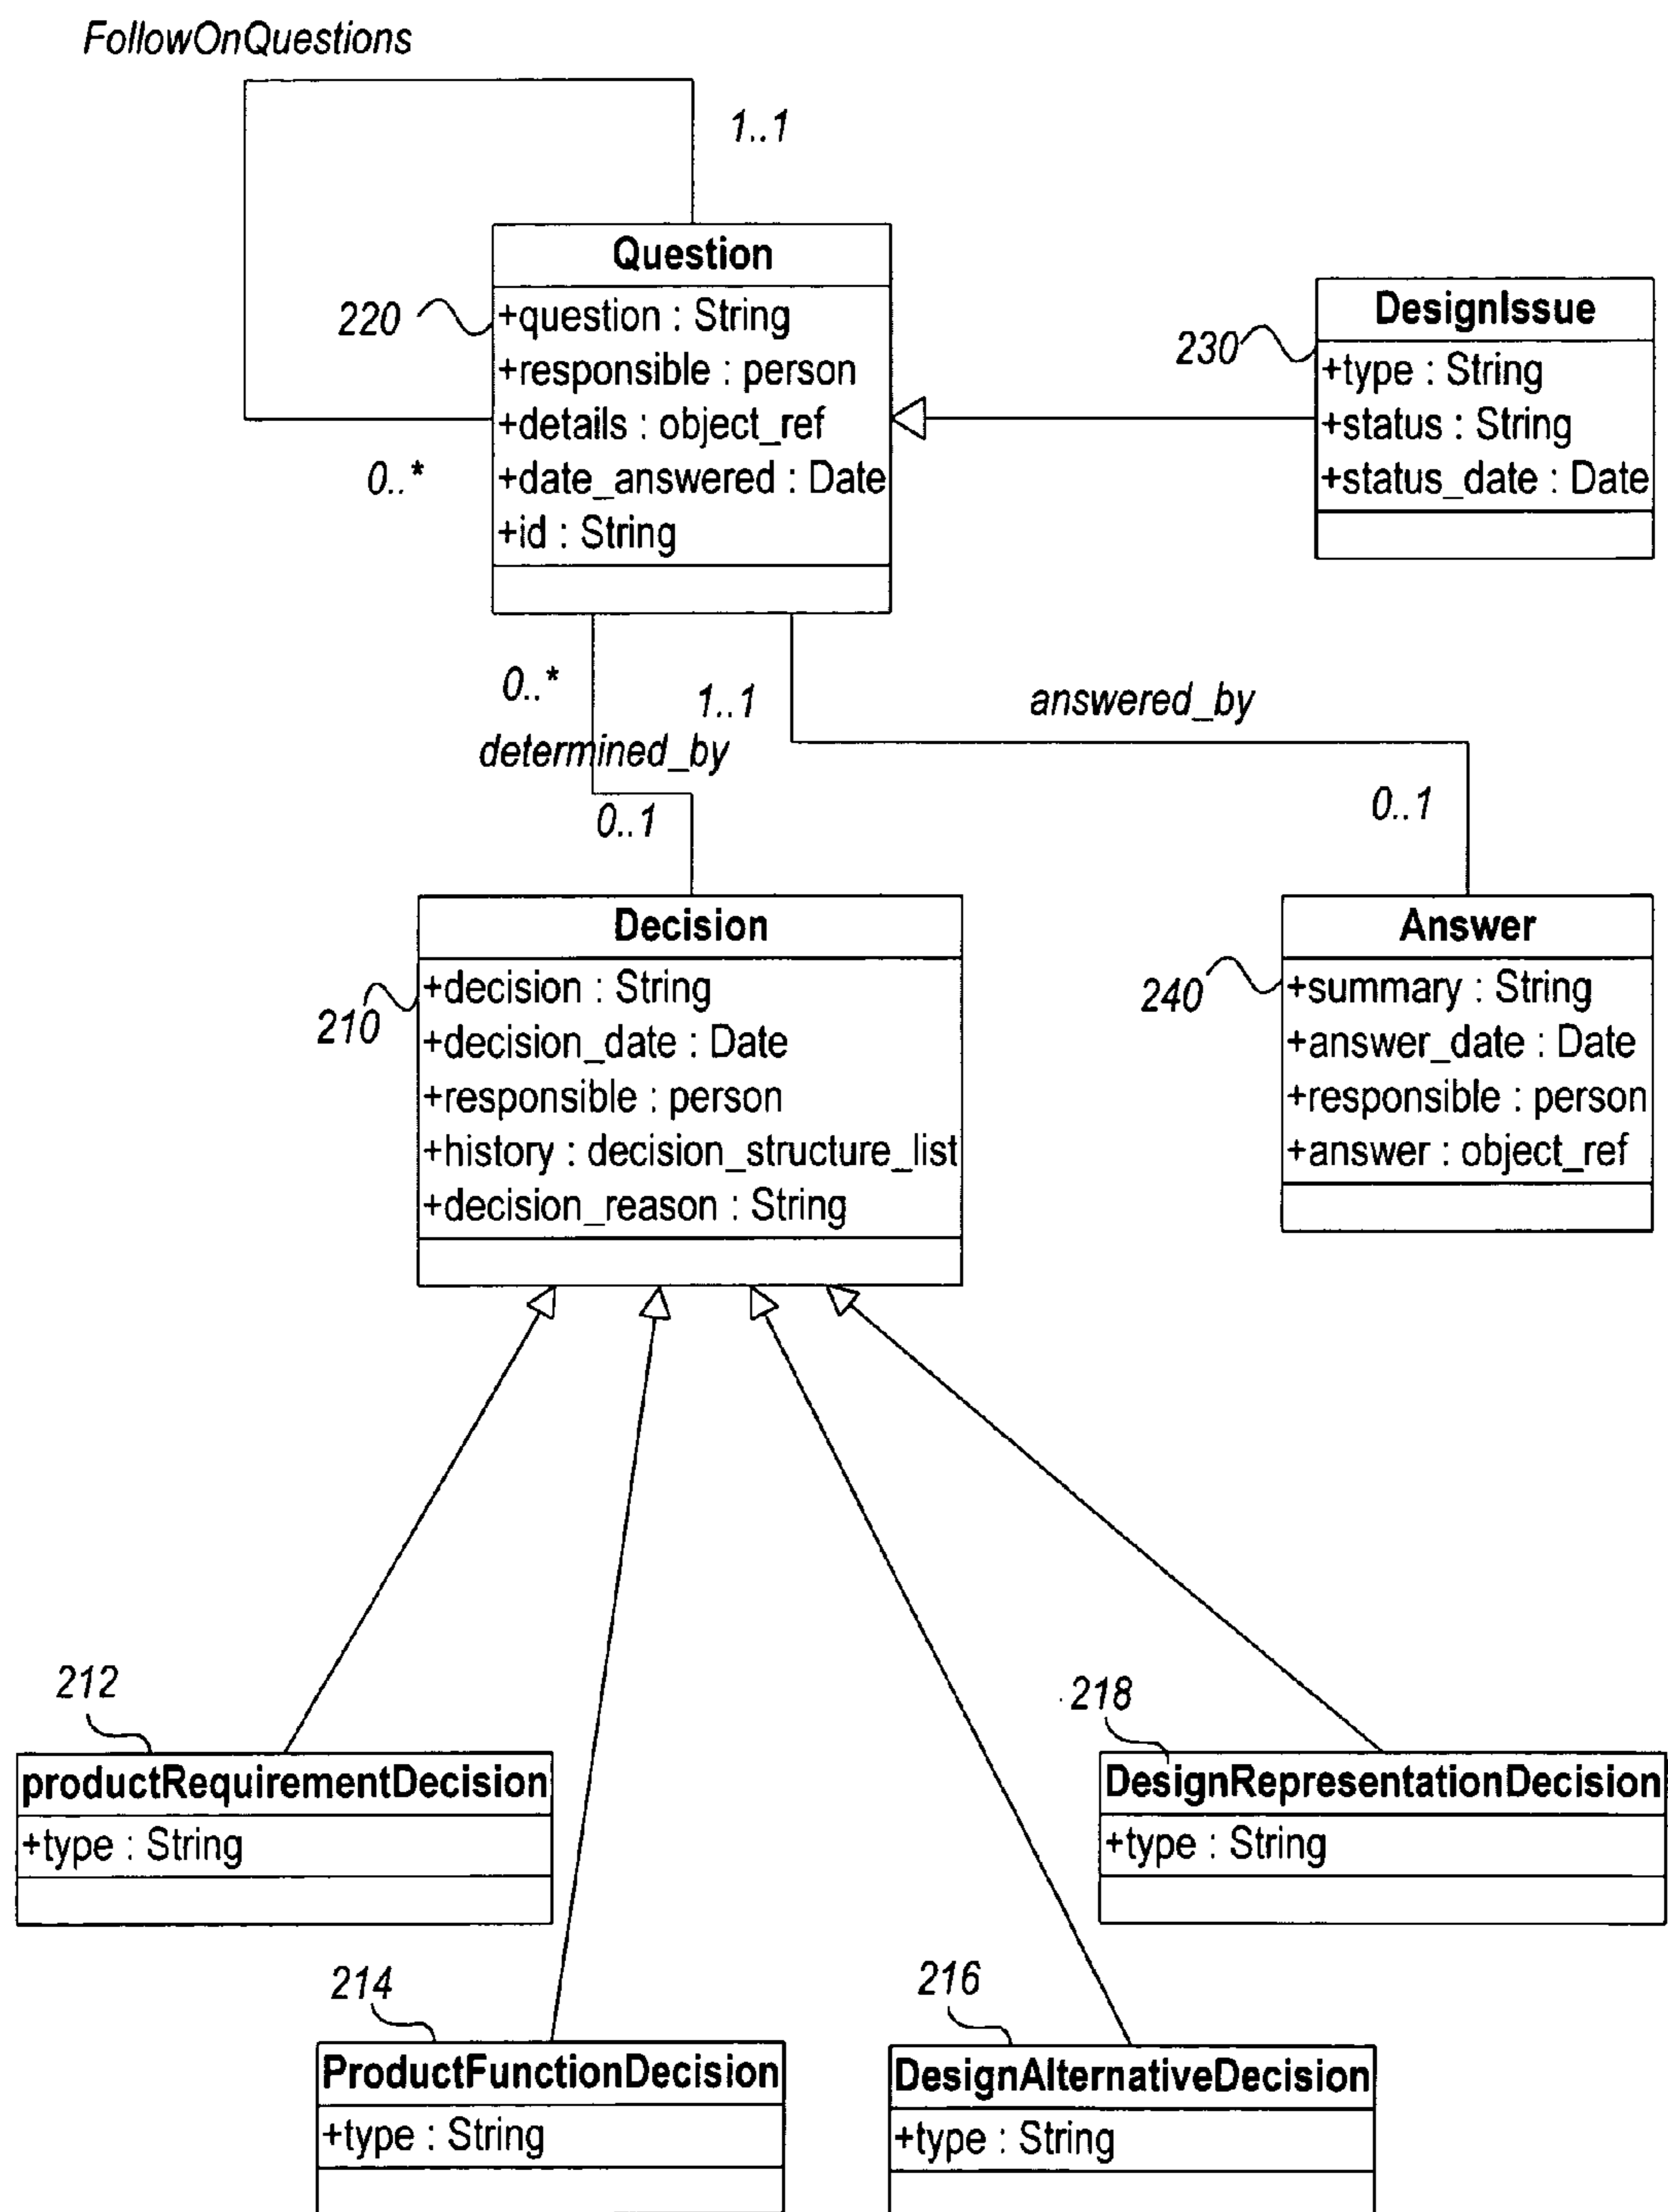 FollowOnQuestions
1..1
Question
220
+question : String
+responsible : person
+details : object_ref
+date_answered : Date
+id : String
0..*
DesignIssue
230
+type : String
+status : String
+status_date : Date
0..*
1..1
answered_by
determined_by
0..1
0..1
Decision
210
+decision : String
+decision_date : Date
+responsible : person
+history : decision_structure_list
+decision_reason : String
Answer
240
+summary : String
+answer_date : Date
+responsible : person
+answer : object_ref
212
productRequirementDecision
+type : String
218
DesignRepresentationDecision
+type : String
214
ProductFunctionDecision
+type : String
216
DesignAlternativeDecision
+type : String